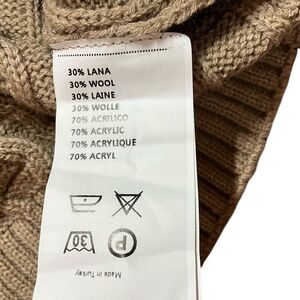 30% LANA
30% WOOL
30% LAINE
30% WOLLE
70% ACRILICO
70% ACRYLIC
70% ACRYLIQUE
70% ACRYL
30
P
Made in Turkey